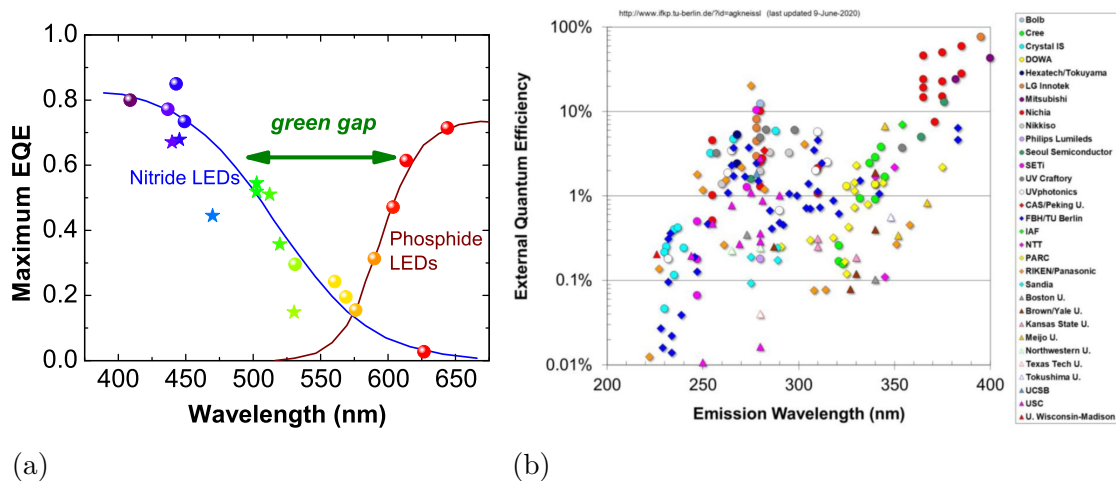 http://www.ifkp.tu-berlin.de/?id=agkneissl (last updated 9-June-2020)
1.0
0.8
0.6
0.4
0.2
0.0
Maximum EQE
green gap
Nitride LEDs
Phosphide
LEDs
400 450 500 550 600 650
Wavelength (nm)
(a)
100%
10%
1%
0.1%
0.01%
External Quantum Efficiency
200 250 300 350 400
Emission Wavelength (nm)
(b)
Bolb
Cree
Crystal IS
DOWA
Hexatech/Tokuyama
LG Innotek
Mitsubishi
Nichia
Nikkiso
Philips Lumileds
Seoul Semiconductor
SETi
UV Craftory
UVphotonics
CAS/Peking U.
FBH/TU Berlin
IAF
NTT
PARC
RIKEN/Panasonic
Sandia
Boston U.
Brown/Yale U.
Kansas State U.
Meijo U.
Northwestern U.
Texas Tech U.
Tokushima U.
UCSB
USC
U. Wisconsin-Madison